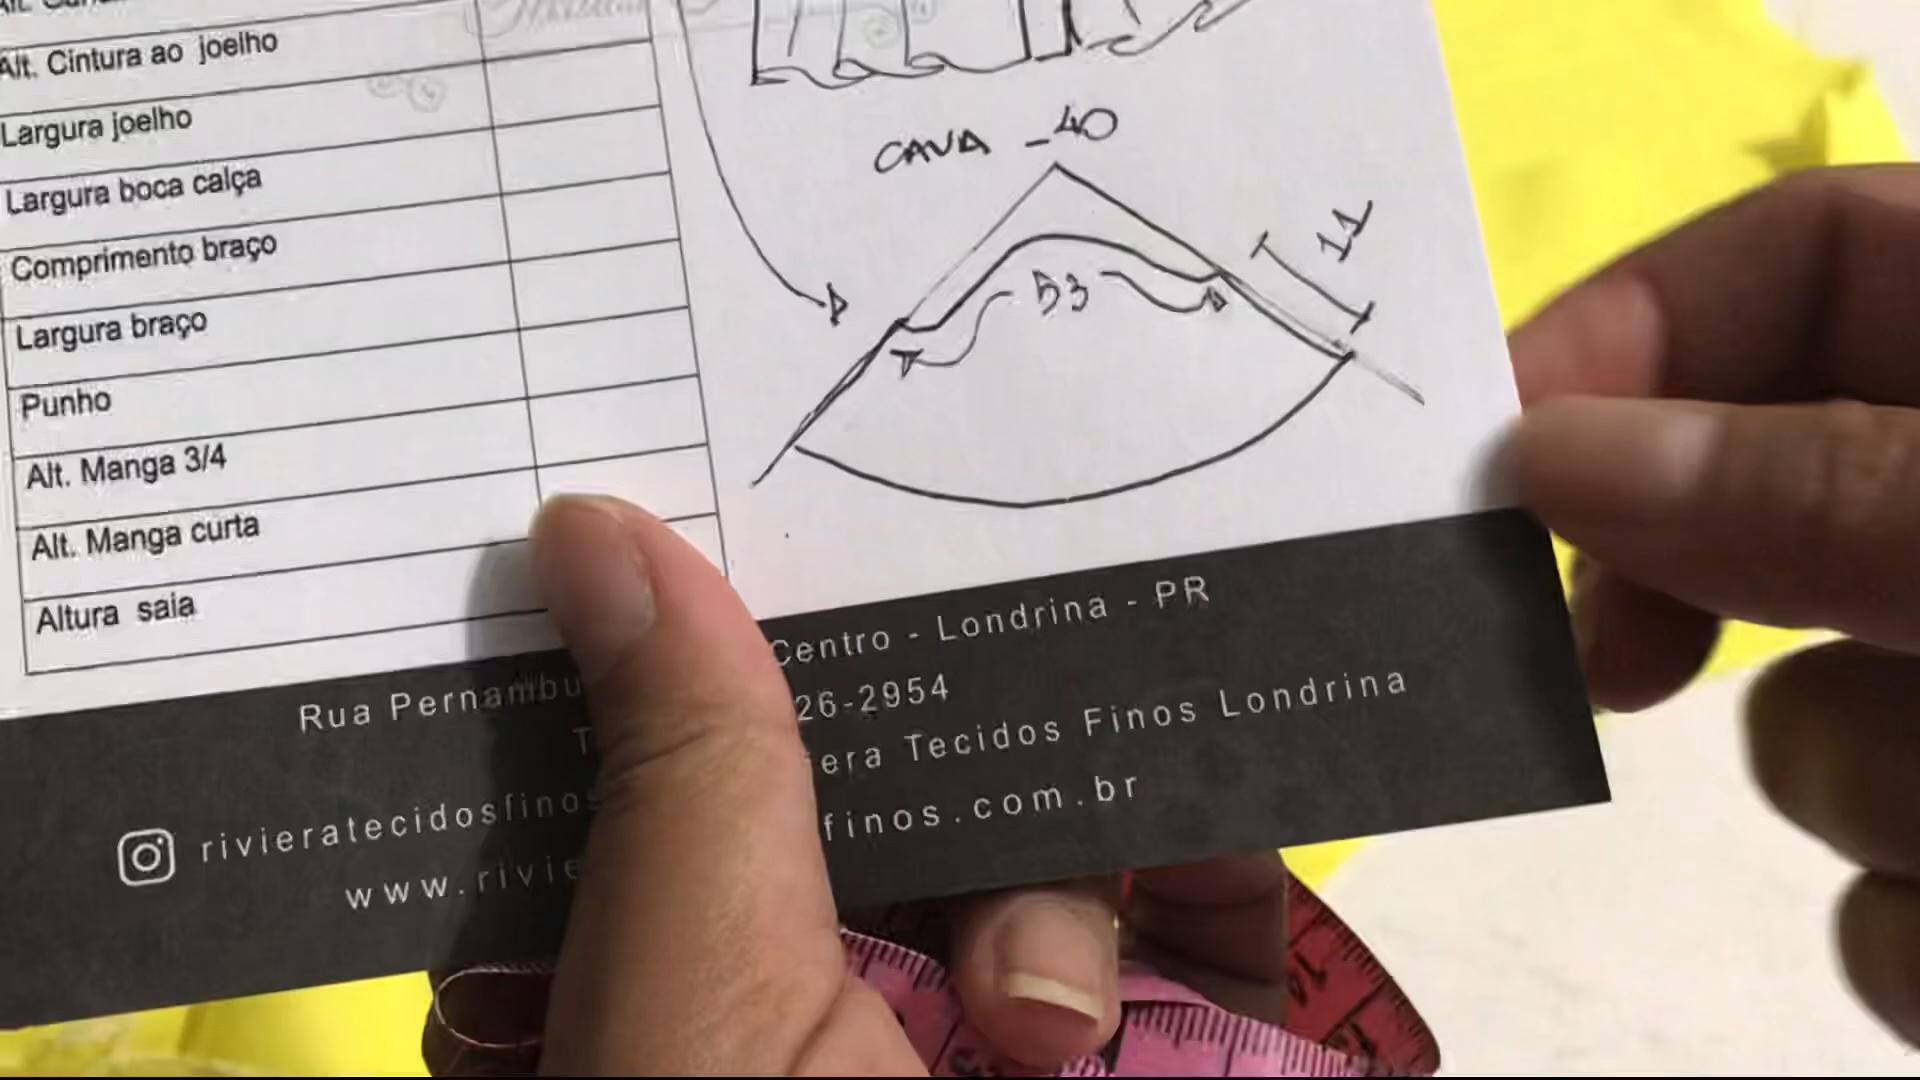 Alt. Cintura ao joelho
Largura joelho
Largura boca calça
Comprimento braço
Largura braço
Punho
Alt. Manga 3/4
Alt. Manga curta
Altura saia
CAVA - 40
53
11
Rua Pernambu Centro - Londrina - PR
26-2954
era Tecidos Finos Londrina
rivieratecidosfinos
www.rivie finos.com.br